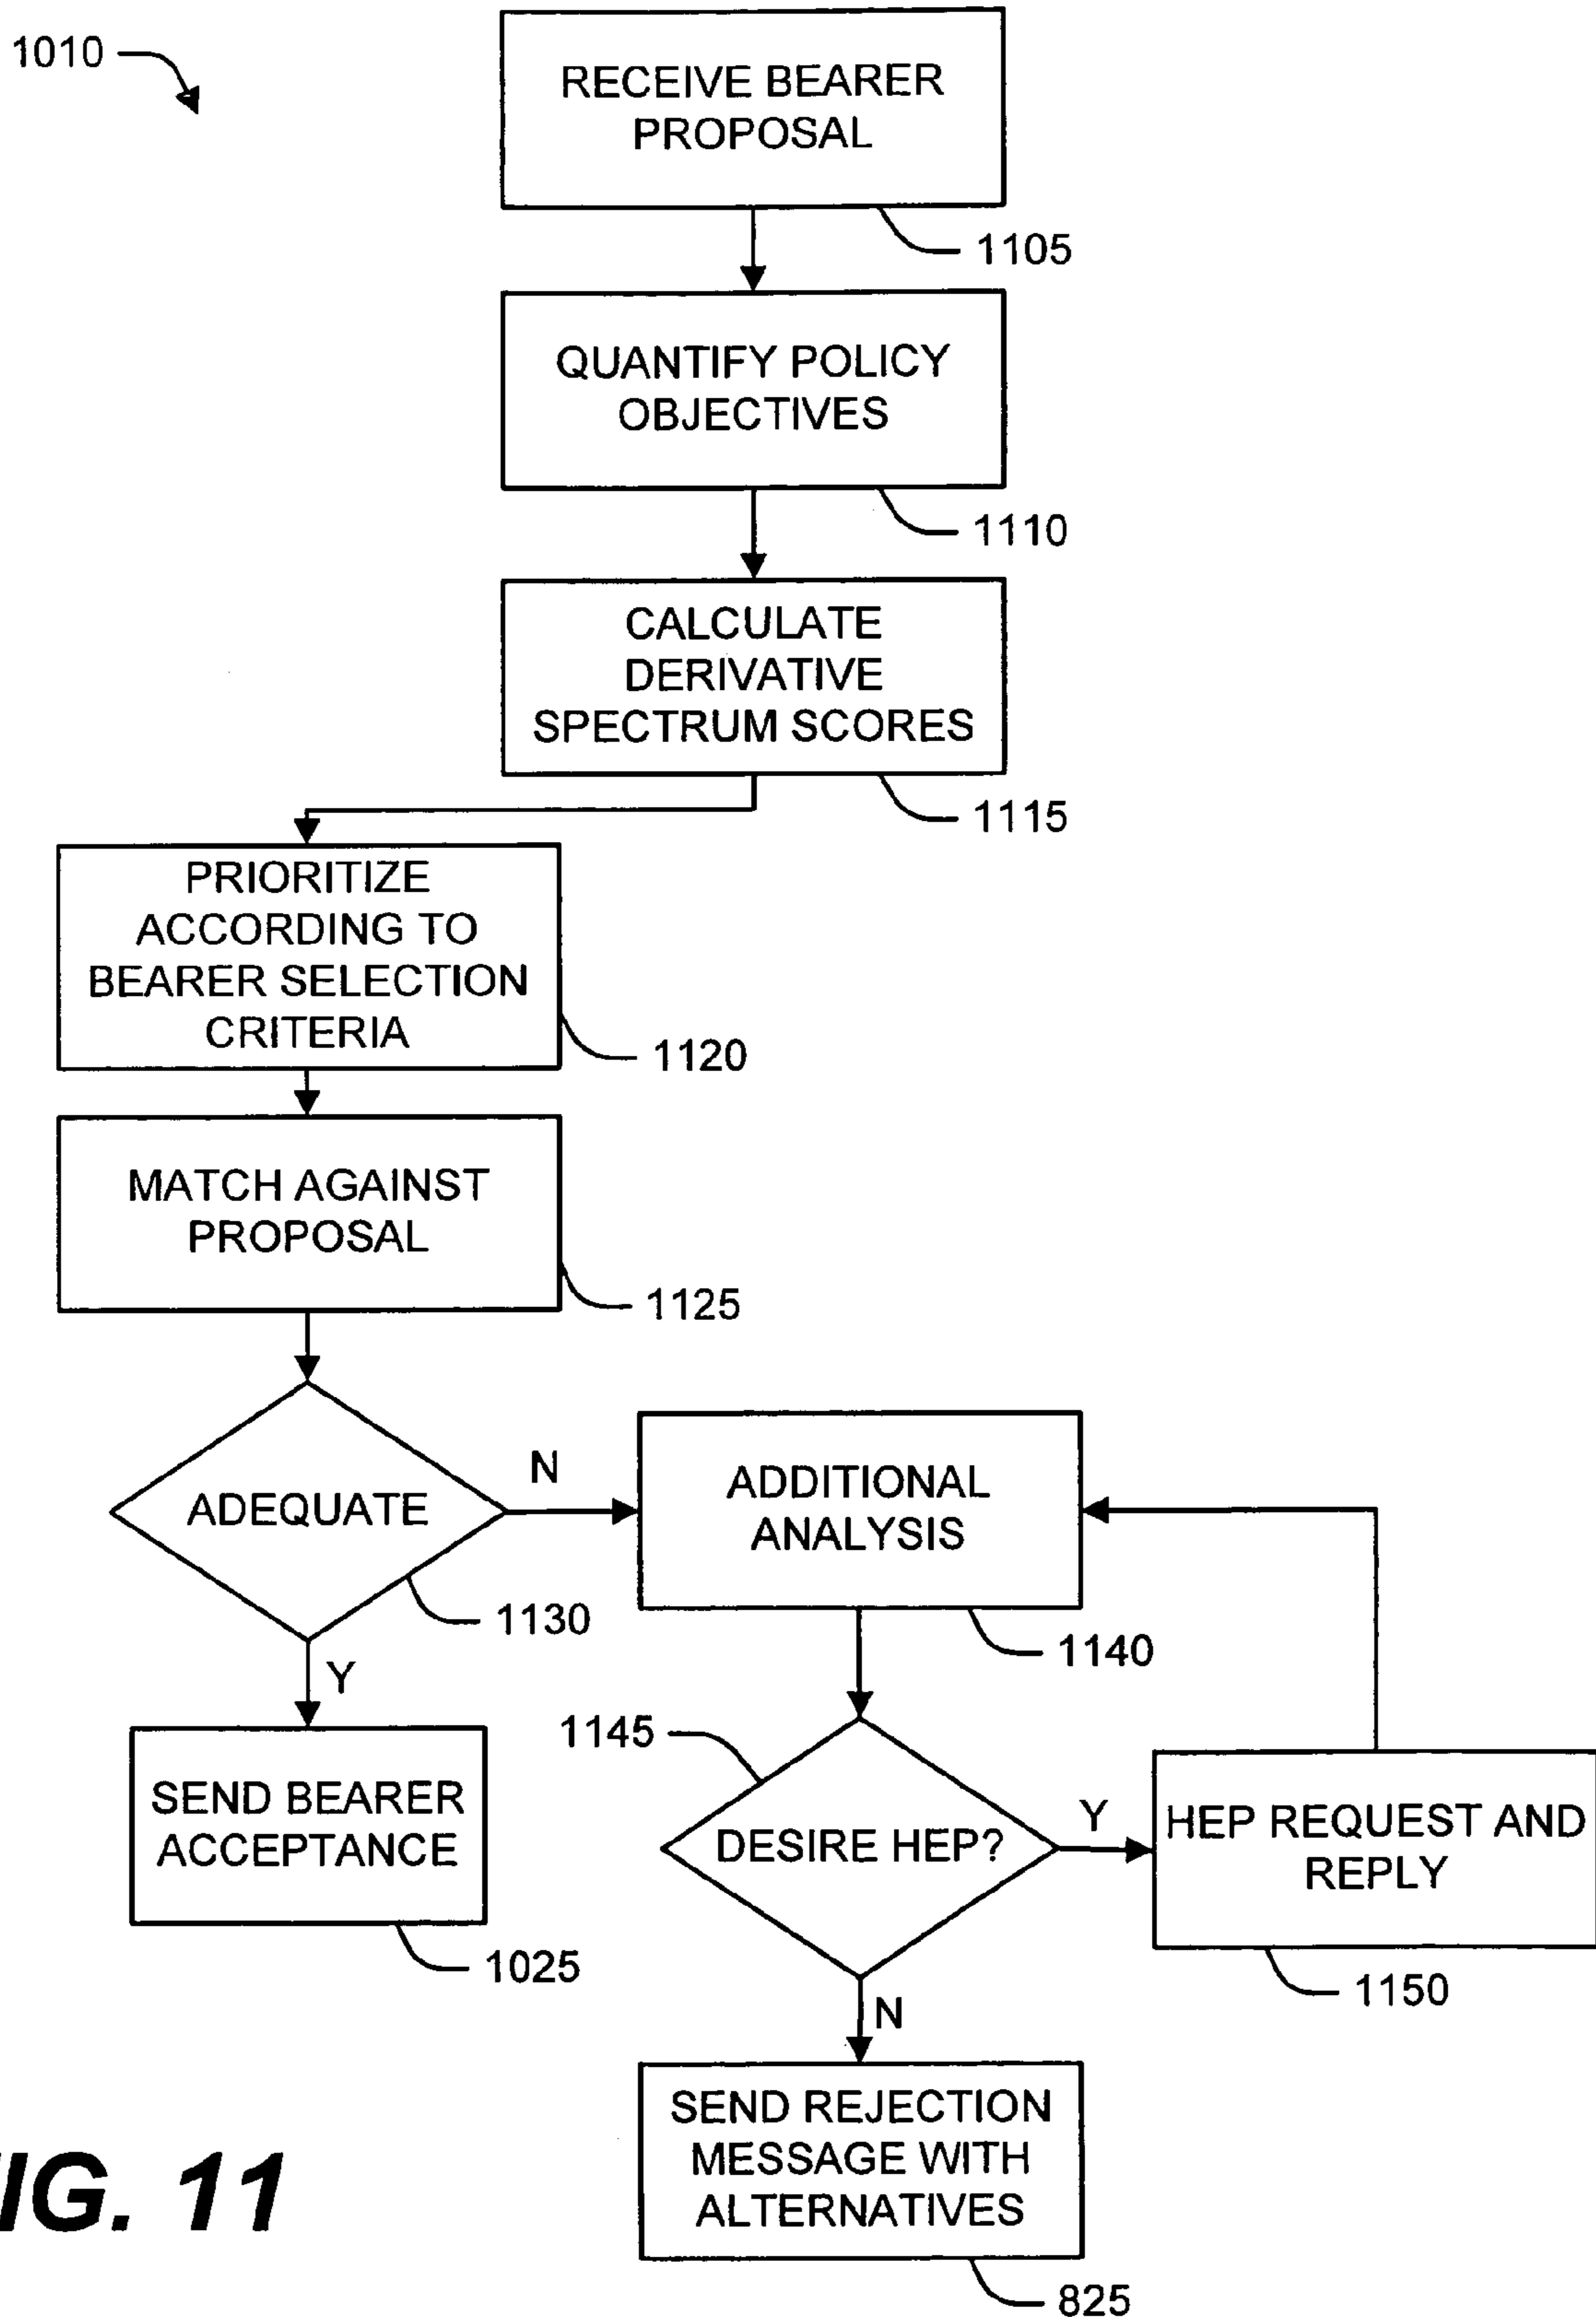 1010
RECEIVE BEARER
PROPOSAL
1105
QUANTIFY POLICY
OBJECTIVES
1110
CALCULATE
DERIVATIVE
SPECTRUM SCORES
1115
PRIORITIZE
ACCORDING TO
BEARER SELECTION
CRITERIA
1120
MATCH AGAINST
PROPOSAL
1125
ADEQUATE
N
1130
Y
ADDITIONAL
ANALYSIS
1140
SEND BEARER
ACCEPTANCE
1025
1145
DESIRE HEP?
Y
N
HEP REQUEST AND
REPLY
1150
SEND REJECTION
MESSAGE WITH
ALTERNATIVES
825
IG. 11